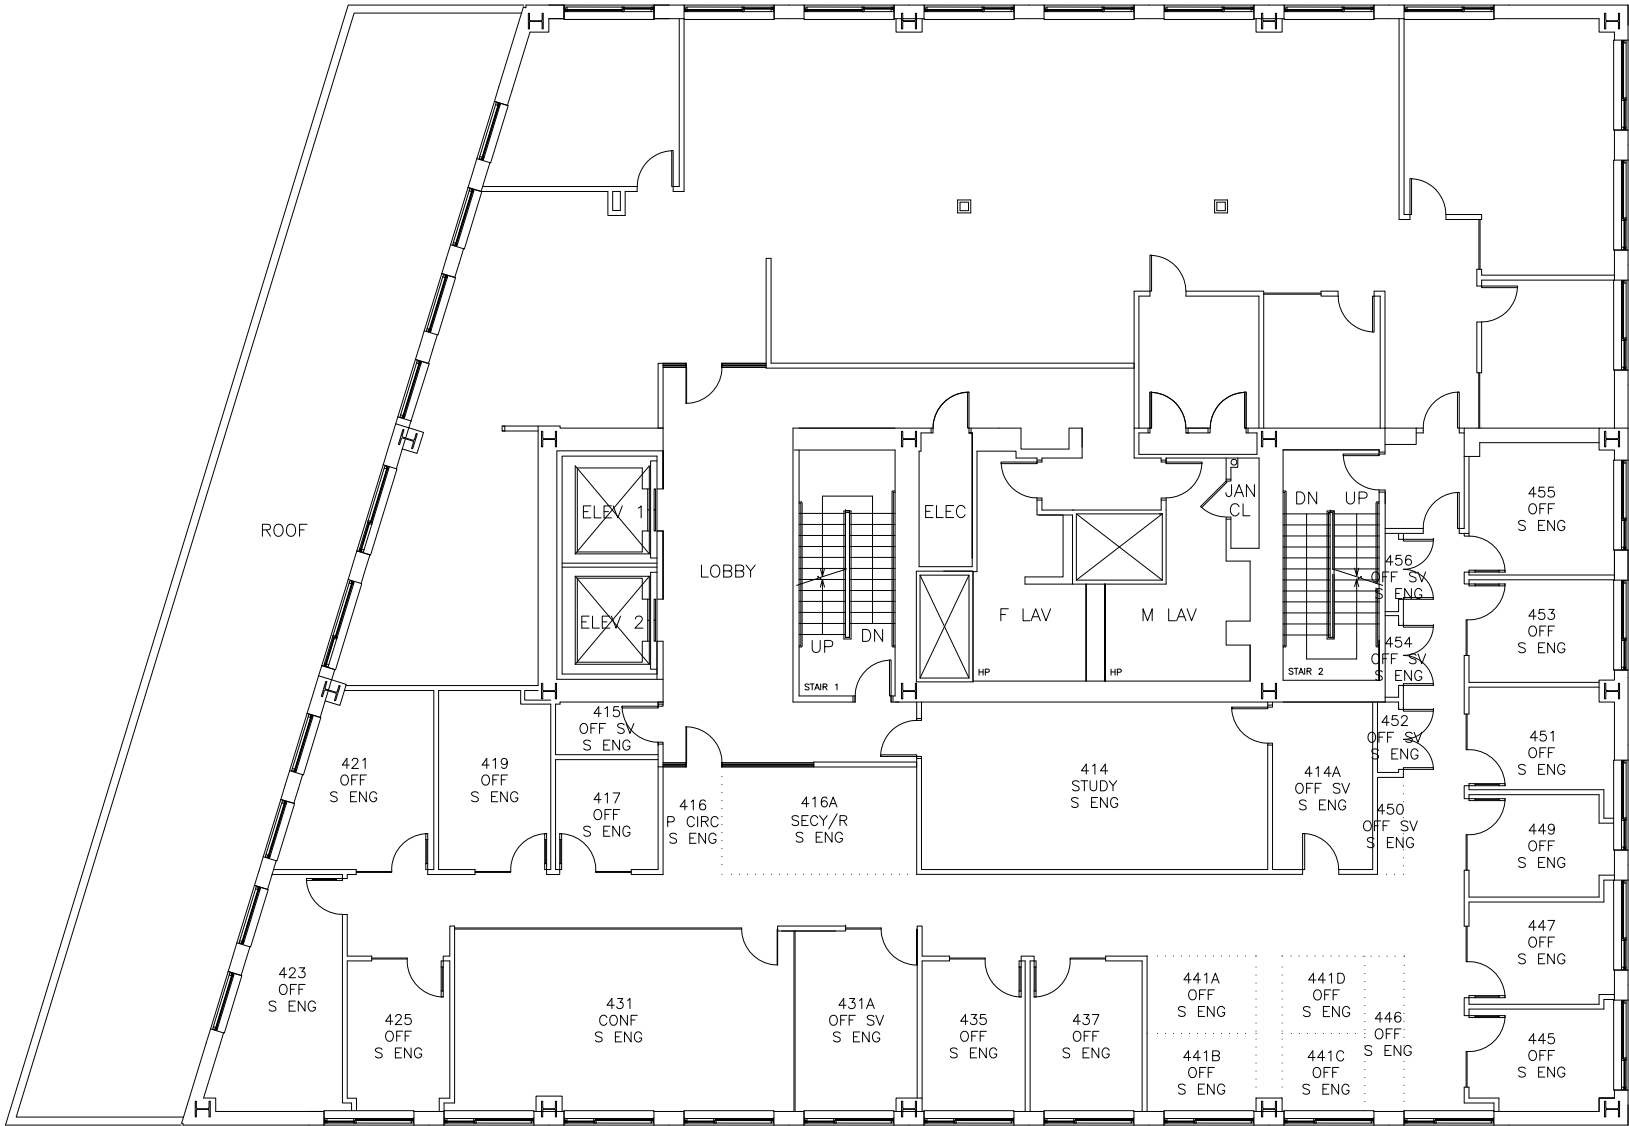 455
OFF
S ENG
ROOF
ELEV 1
ELEC
JAN
CL
DN
UP
LOBBY
456
OFF SV
S ENG
ELEV 2
UP
DN
F LAV
M LAV
453
OFF
S ENG
454
OFF SV
S ENG
STAIR 1
HP
HP
STAIR 2
415
OFF SV
S ENG
452
OFF SV
S ENG
451
OFF
S ENG
421
OFF
S ENG
419
OFF
S ENG
417
OFF
S ENG
416
P CIRC
S ENG
416A
SECY/R
S ENG
414
STUDY
S ENG
414A
OFF SV
S ENG
450
OFF SV
S ENG
449
OFF
S ENG
447
OFF
S ENG
423
OFF
S ENG
425
OFF
S ENG
431
CONF
S ENG
431A
OFF SV
S ENG
435
OFF
S ENG
437
OFF
S ENG
441A
OFF
S ENG
441D
OFF
S ENG
446
OFF
S ENG
445
OFF
S ENG
441B
OFF
S ENG
441C
OFF
S ENG